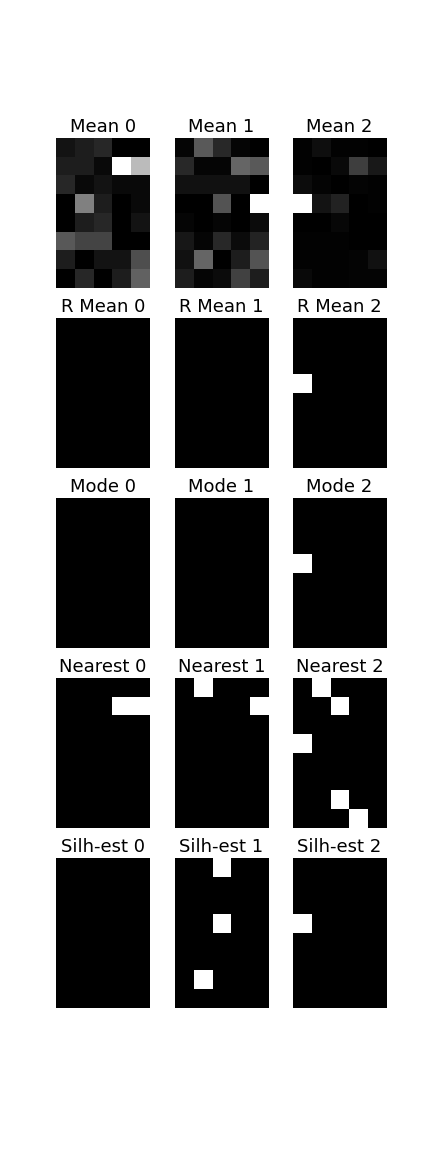 Mean 0 Mean 1 Mean 2
R Mean 0 R Mean 1 R Mean 2
Mode 0 Mode 1 Mode 2
Nearest 0 Nearest 1 Nearest 2
Silh-est 0 Silh-est 1 Silh-est 2